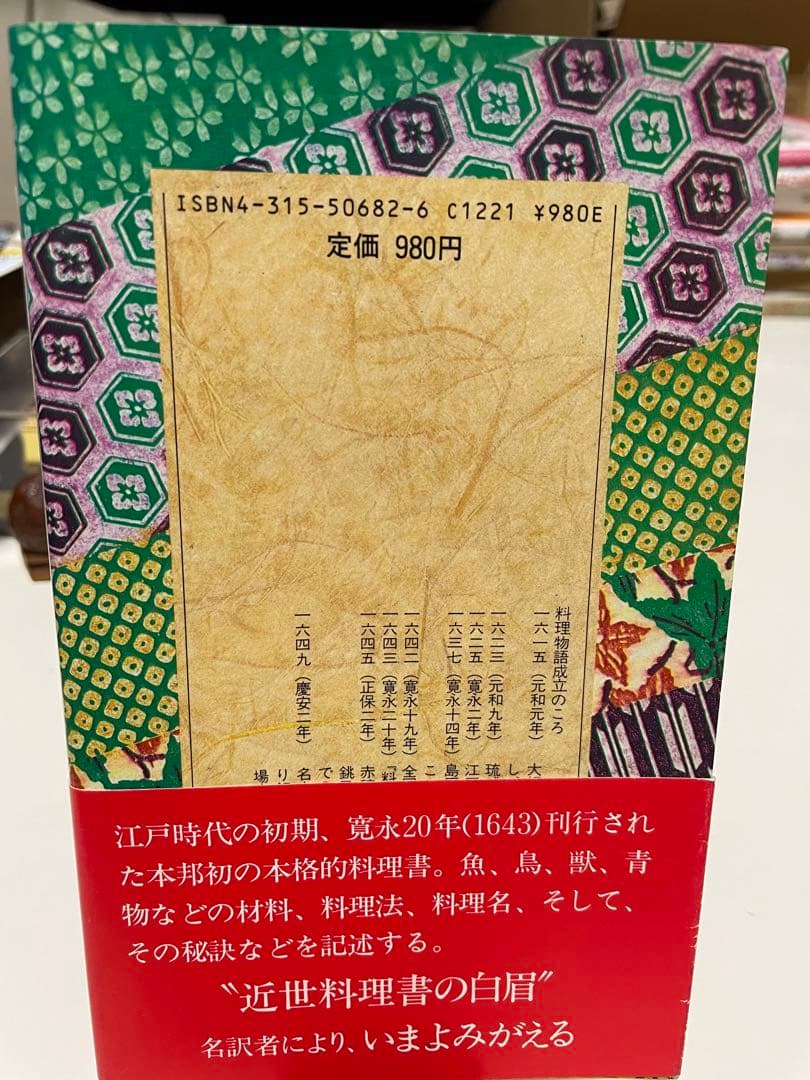 ISBN4-315-50682-6 C1221 ¥980E
定価 980円
料理物語成立のころ
一六一五（元和元年）
一六二三（元和九年）
一六二五（寛永二年）
一六三七（寛永十四年）
一六四二（寛永十九年）
一六四三（寛永二十年）
一六四五（正保二年）
一六四九（慶安二年）
江戸時代の初期、寛永20年(1643)刊行され
た本邦初の本格的料理書。魚、鳥、獣、青
物などの材料、料理法、料理名、そして、
その秘訣などを記述する。
〝近世料理書の白眉〟
名訳者により、いまよみがえる